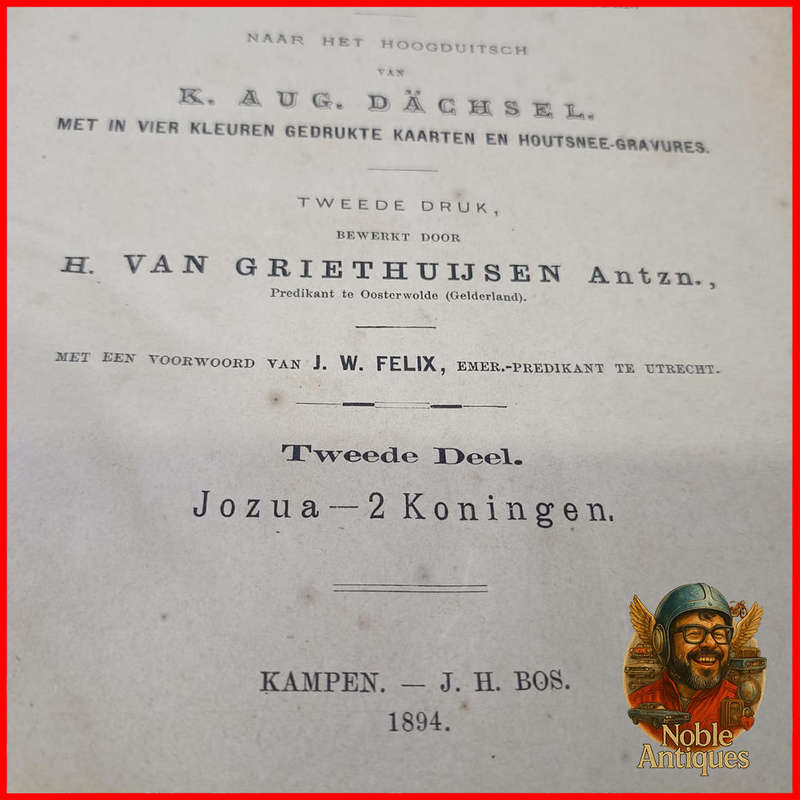 NAAR HET HOOGDUITSCH
VAN
K. AUG. DÄCHSEL.
MET IN VIER KLEUREN GEDRUKTE KAARTEN EN HOUTSNEE-GRAVURES.
TWEEDE DRUK,
BEWERKT DOOR
H. VAN GRIETHUIJSEN Antzn.,
Predikant te Oosterwolde (Gelderland).
MET EEN VOORWOORD VAN J. W. FELIX, EMER.-PREDIKANT TE UTRECHT.
Tweede Deel.
Jozua—2 Koningen.
KAMPEN. — J. H. BOS.
1894.
Noble
Antiques